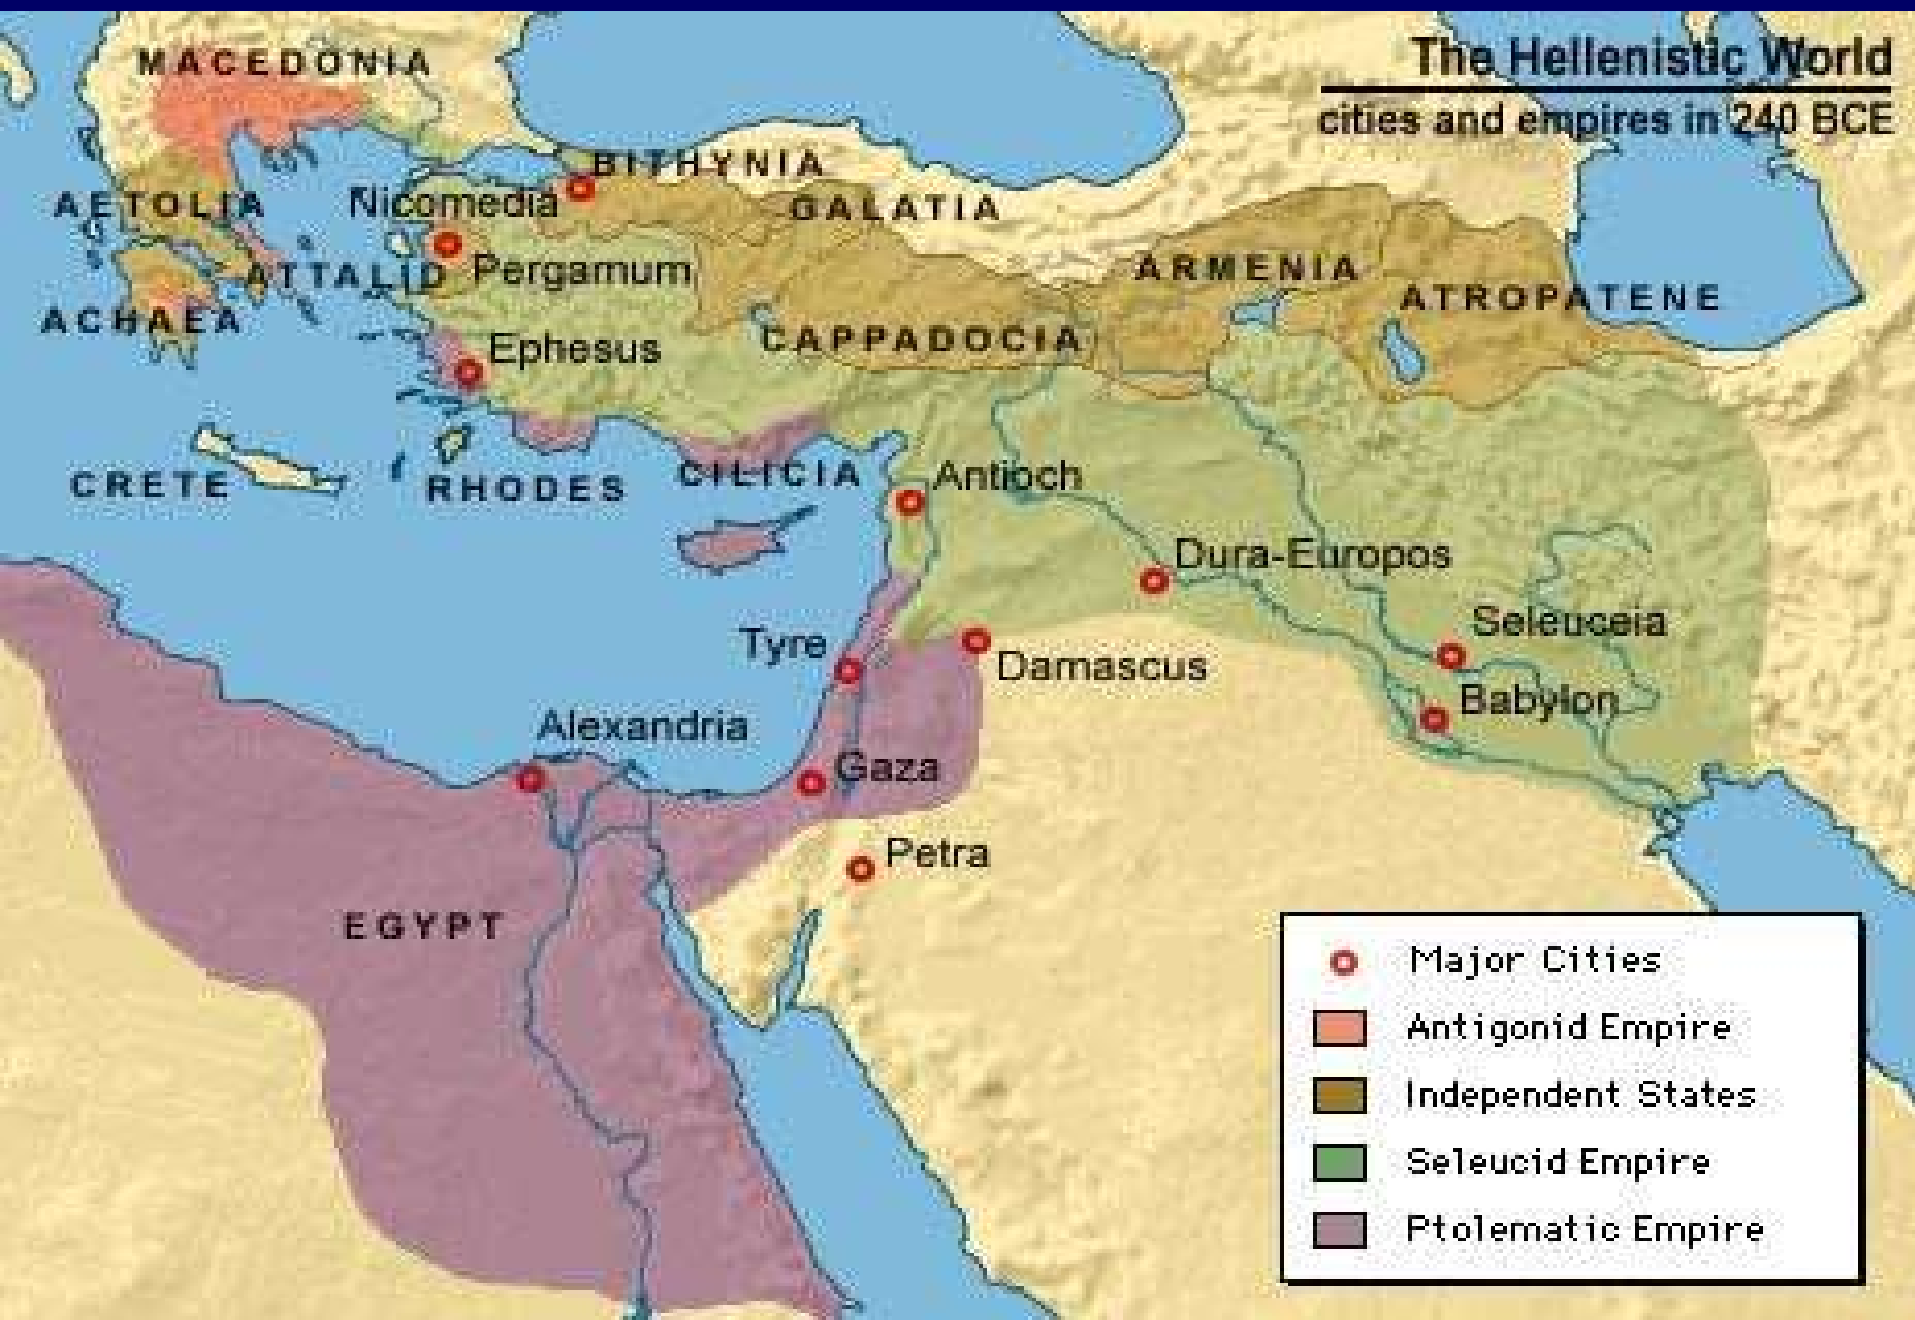 The Hellenistic World
cities and empires in 240 BCE
MACEDONIA
BITHYNIA
AETOLIA
Nicomedia
GALATIA
ATTALID
Pergamum
ARMENIA
ATROPATENE
ACHAEA
Ephesus
CAPPADOCIA
CRETE
RHODES
CILICIA
Antioch
Dura-Europos
Seleuceia
Tyre
Damascus
Babylon
Alexandria
Gaza
Petra
EGYPT
Major Cities
Antigonid Empire
Independent States
Seleucid Empire
Ptolematic Empire